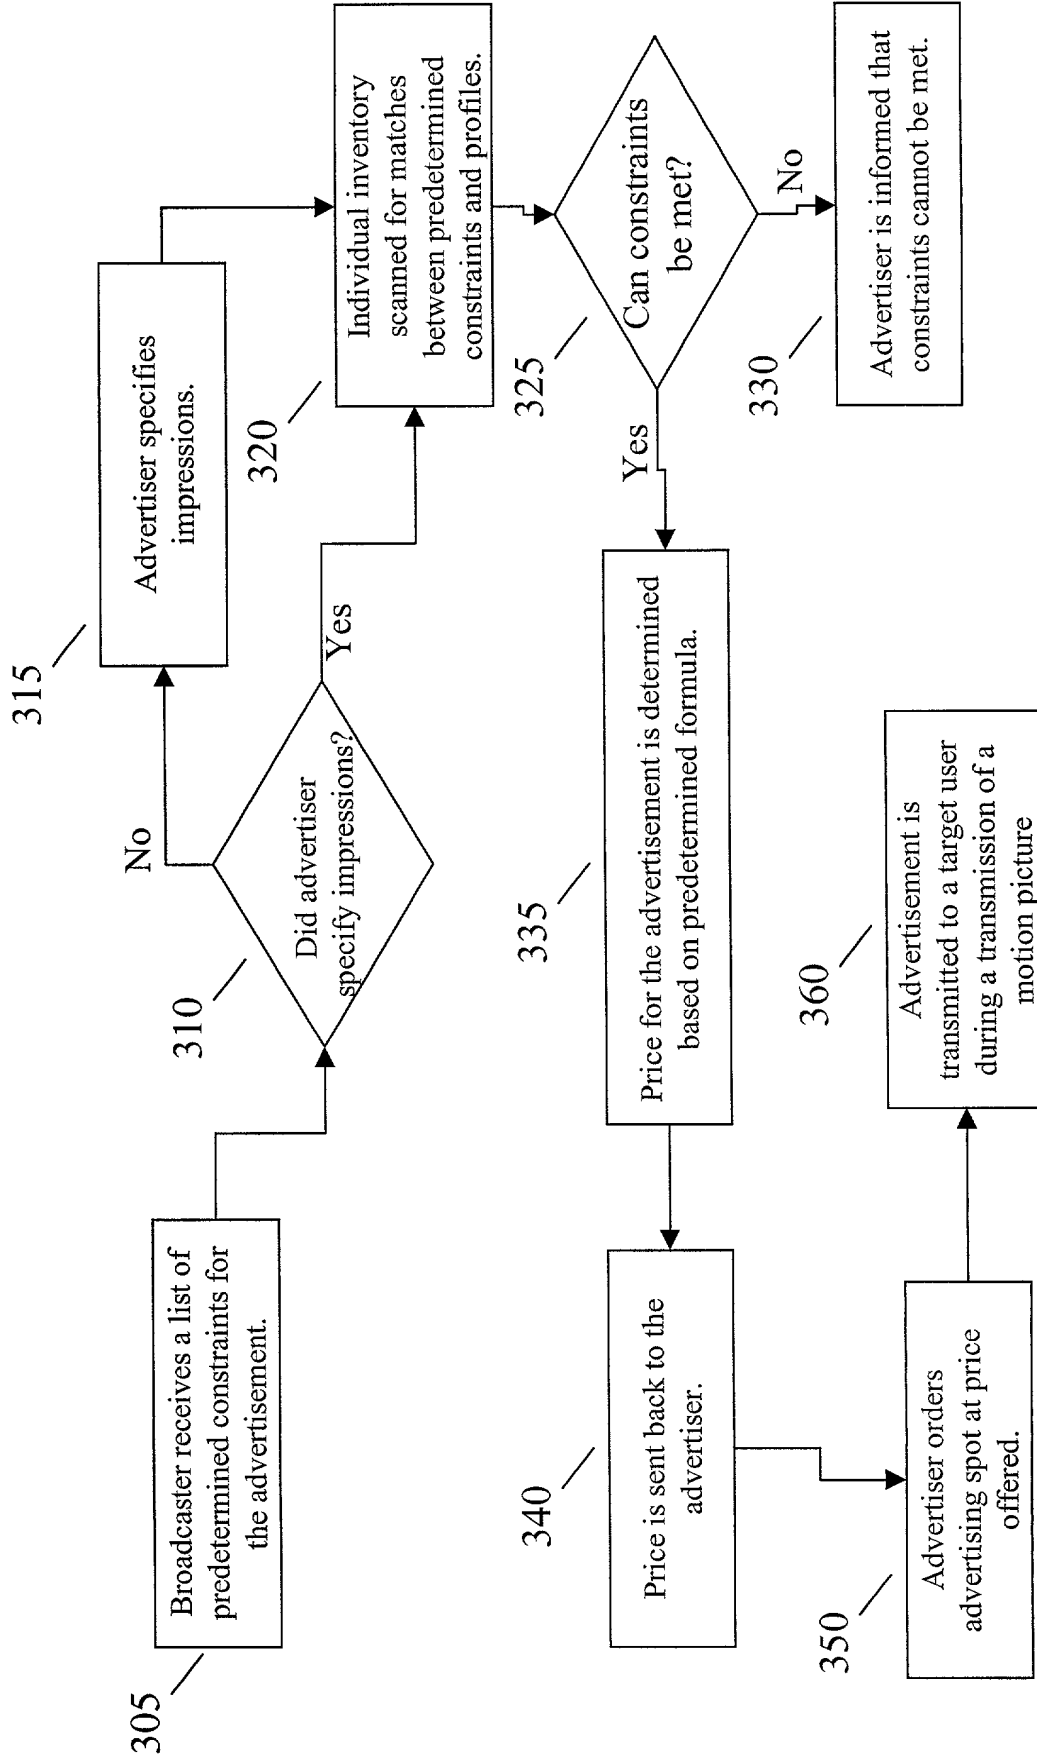 305
Broadcaster receives a list of
predetermined constraints for
the advertisement.
310
Did advertiser
specify impressions?
No
Yes
315
Advertiser specifies
impressions.
320
Individual inventory
scanned for matches
between predetermined
constraints and profiles.
325
Can constraints
be met?
Yes
No
330
Advertiser is informed that
constraints cannot be met.
335
Price for the advertisement is determined
based on predetermined formula.
340
Price is sent back to the
advertiser.
350
Advertiser orders
advertising spot at price
offered.
360
Advertisement is
transmitted to a target user
during a transmission of a
motion picture